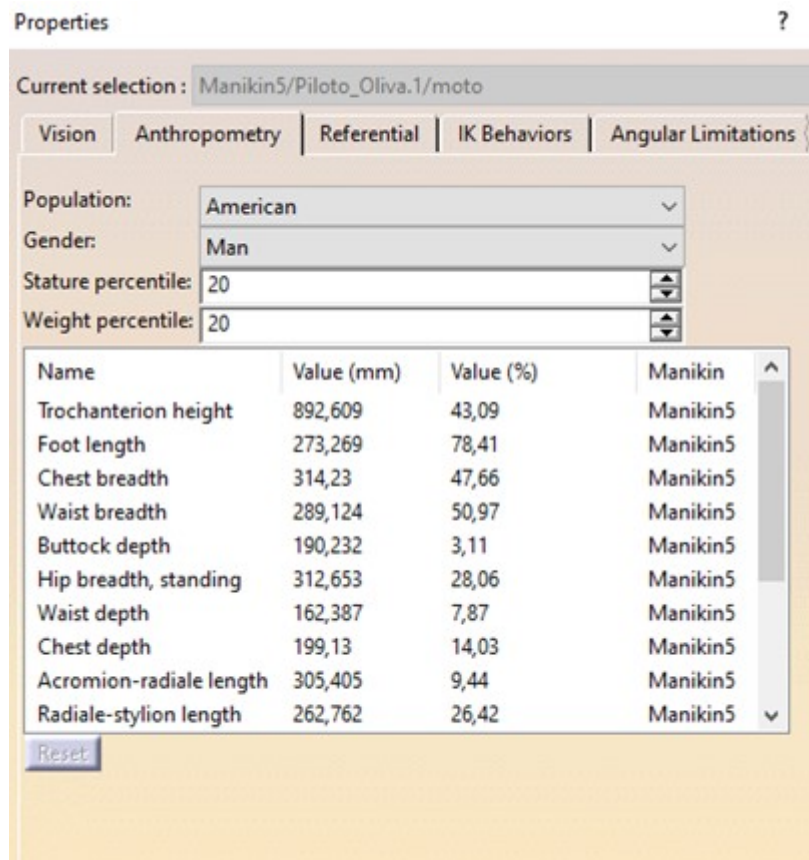 Properties ?
Current selection : Manikin5/Piloto_Oliva.1/moto
Vision Anthropometry Referential IK Behaviors Angular Limitations
Population: American
Gender: Man
Stature percentile: 20
Weight percentile: 20
Name Value (mm) Value (%) Manikin
Trochanterion height 892,609 43,09 Manikin5
Foot length 273,269 78,41 Manikin5
Chest breadth 314,23 47,66 Manikin5
Waist breadth 289,124 50,97 Manikin5
Buttock depth 190,232 3,11 Manikin5
Hip breadth, standing 312,653 28,06 Manikin5
Waist depth 162,387 7,87 Manikin5
Chest depth 199,13 14,03 Manikin5
Acromion-radiale length 305,405 9,44 Manikin5
Radiale-stylion length 262,762 26,42 Manikin5
Reset